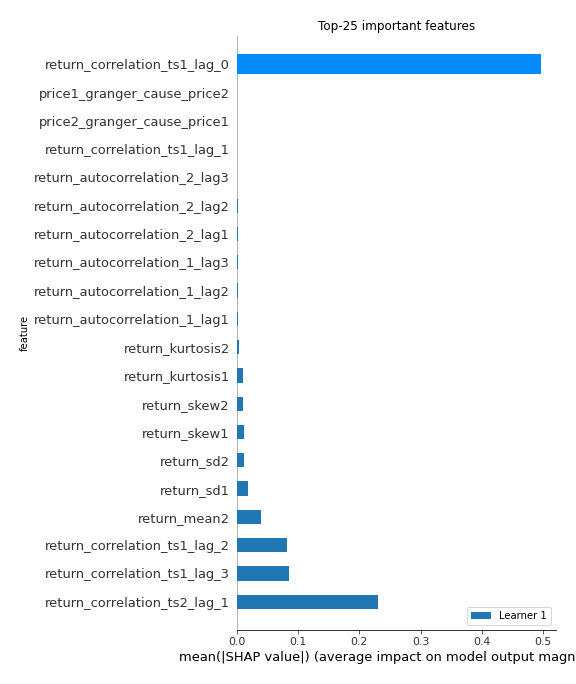 Top-25 important features
return_correlation_ts1_lag_0
price1_granger_cause_price2
price2_granger_cause_price1
return_correlation_ts1_lag_1
return_autocorrelation_2_lag3
return_autocorrelation_2_lag2
return_autocorrelation_2_lag1
return_autocorrelation_1_lag3
return_autocorrelation_1_lag2
return_autocorrelation_1_lag1
return_kurtosis2
return_kurtosis1
return_skew2
return_skew1
return_sd2
return_sd1
return_mean2
return_correlation_ts1_lag_2
return_correlation_ts1_lag_3
return_correlation_ts2_lag_1
feature
Learner 1
0.0 0.1 0.2 0.3 0.4 0.5
mean(|SHAP value|) (average impact on model output magn